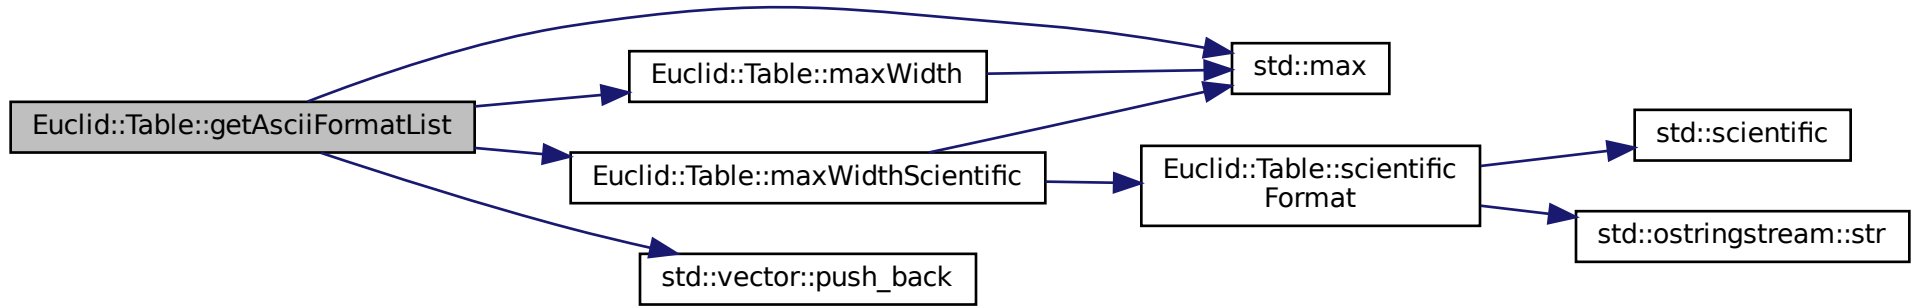 Euclid::Table::getAsciiFormatList
Euclid::Table::maxWidth
Euclid::Table::maxWidthScientific
std::vector::push_back
std::max
Euclid::Table::scientific
Format
std::scientific
std::ostringstream::str